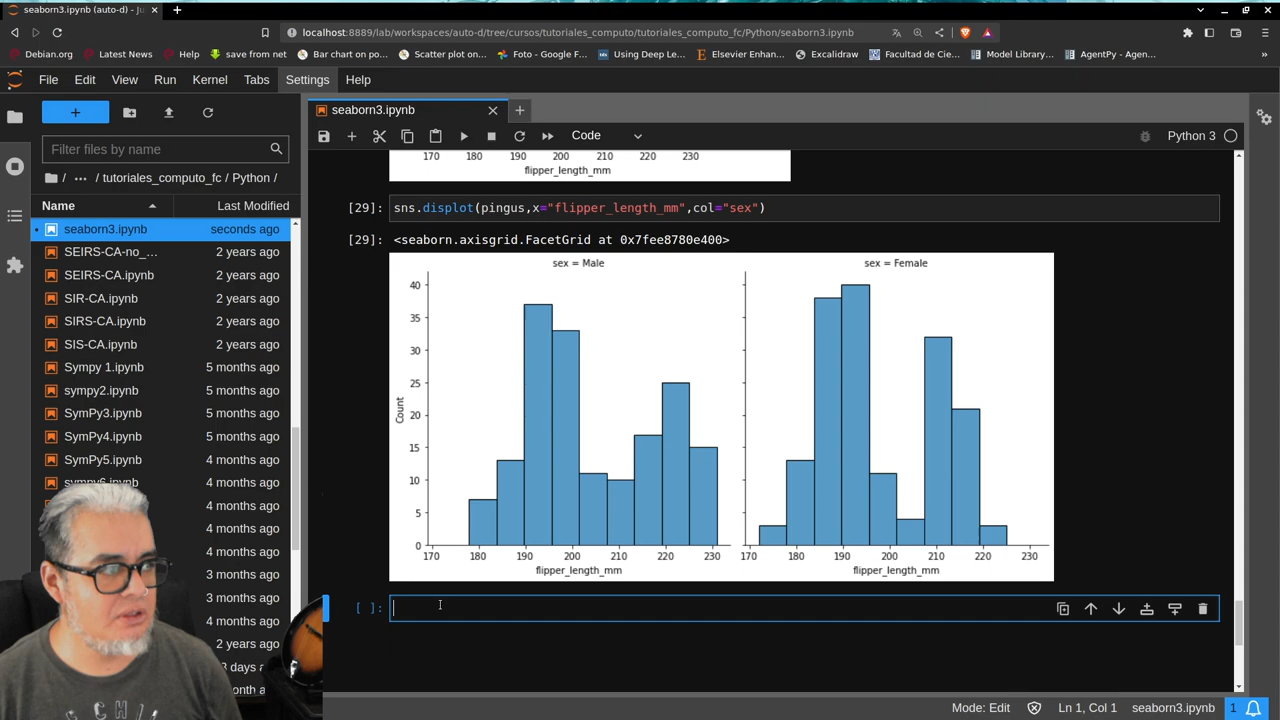 seaborn3.ipynb (auto-d) - Ju
localhost:8889/lab/workspaces/auto-d/tree/cursos/tutoriales_computo/tutoriales_computo_fc/Python/seaborn3.ipynb
Debian.org Latest News Help save from net Bar chart on po... Scatter plot on... Foto - Google F... Using Deep Le... Elsevier Enhan... Excalidraw Facultad de Cie... Model Library... AgentPy - Agen...
File Edit View Run Kernel Tabs Settings Help
seaborn3.ipynb
Filter files by name
Code
Python 3
/ ... / tutoriales_computo_fc / Python /
Name Last Modified
seaborn3.ipynb seconds ago
SEIRS-CA-no_... 2 years ago
SEIRS-CA.ipynb 2 years ago
SIR-CA.ipynb 2 years ago
SIRS-CA.ipynb 2 years ago
SIS-CA.ipynb 2 years ago
Sympy 1.ipynb 5 months ago
sympy2.ipynb 5 months ago
SymPy3.ipynb 5 months ago
SymPy4.ipynb 5 months ago
SymPy5.ipynb 4 months ago
sympy6.ipynb 4 months ago
4 months ago
4 months ago
4 months ago
3 months ago
3 months ago
4 months ago
2 years ago
3 days a
month a
170 180 190 200 210 220 230
flipper_length_mm
[29]: sns.displot(pingus,x="flipper_length_mm",col="sex")
[29]: <seaborn.axisgrid.FacetGrid at 0x7fee8780e400>
sex = Male
sex = Female
40
35
30
25
20
15
10
5
0
Count
170 180 190 200 210 220 230
170 180 190 200 210 220 230
flipper_length_mm
flipper_length_mm
[ ]:
Mode: Edit Ln 1, Col 1 seaborn3.ipynb 1